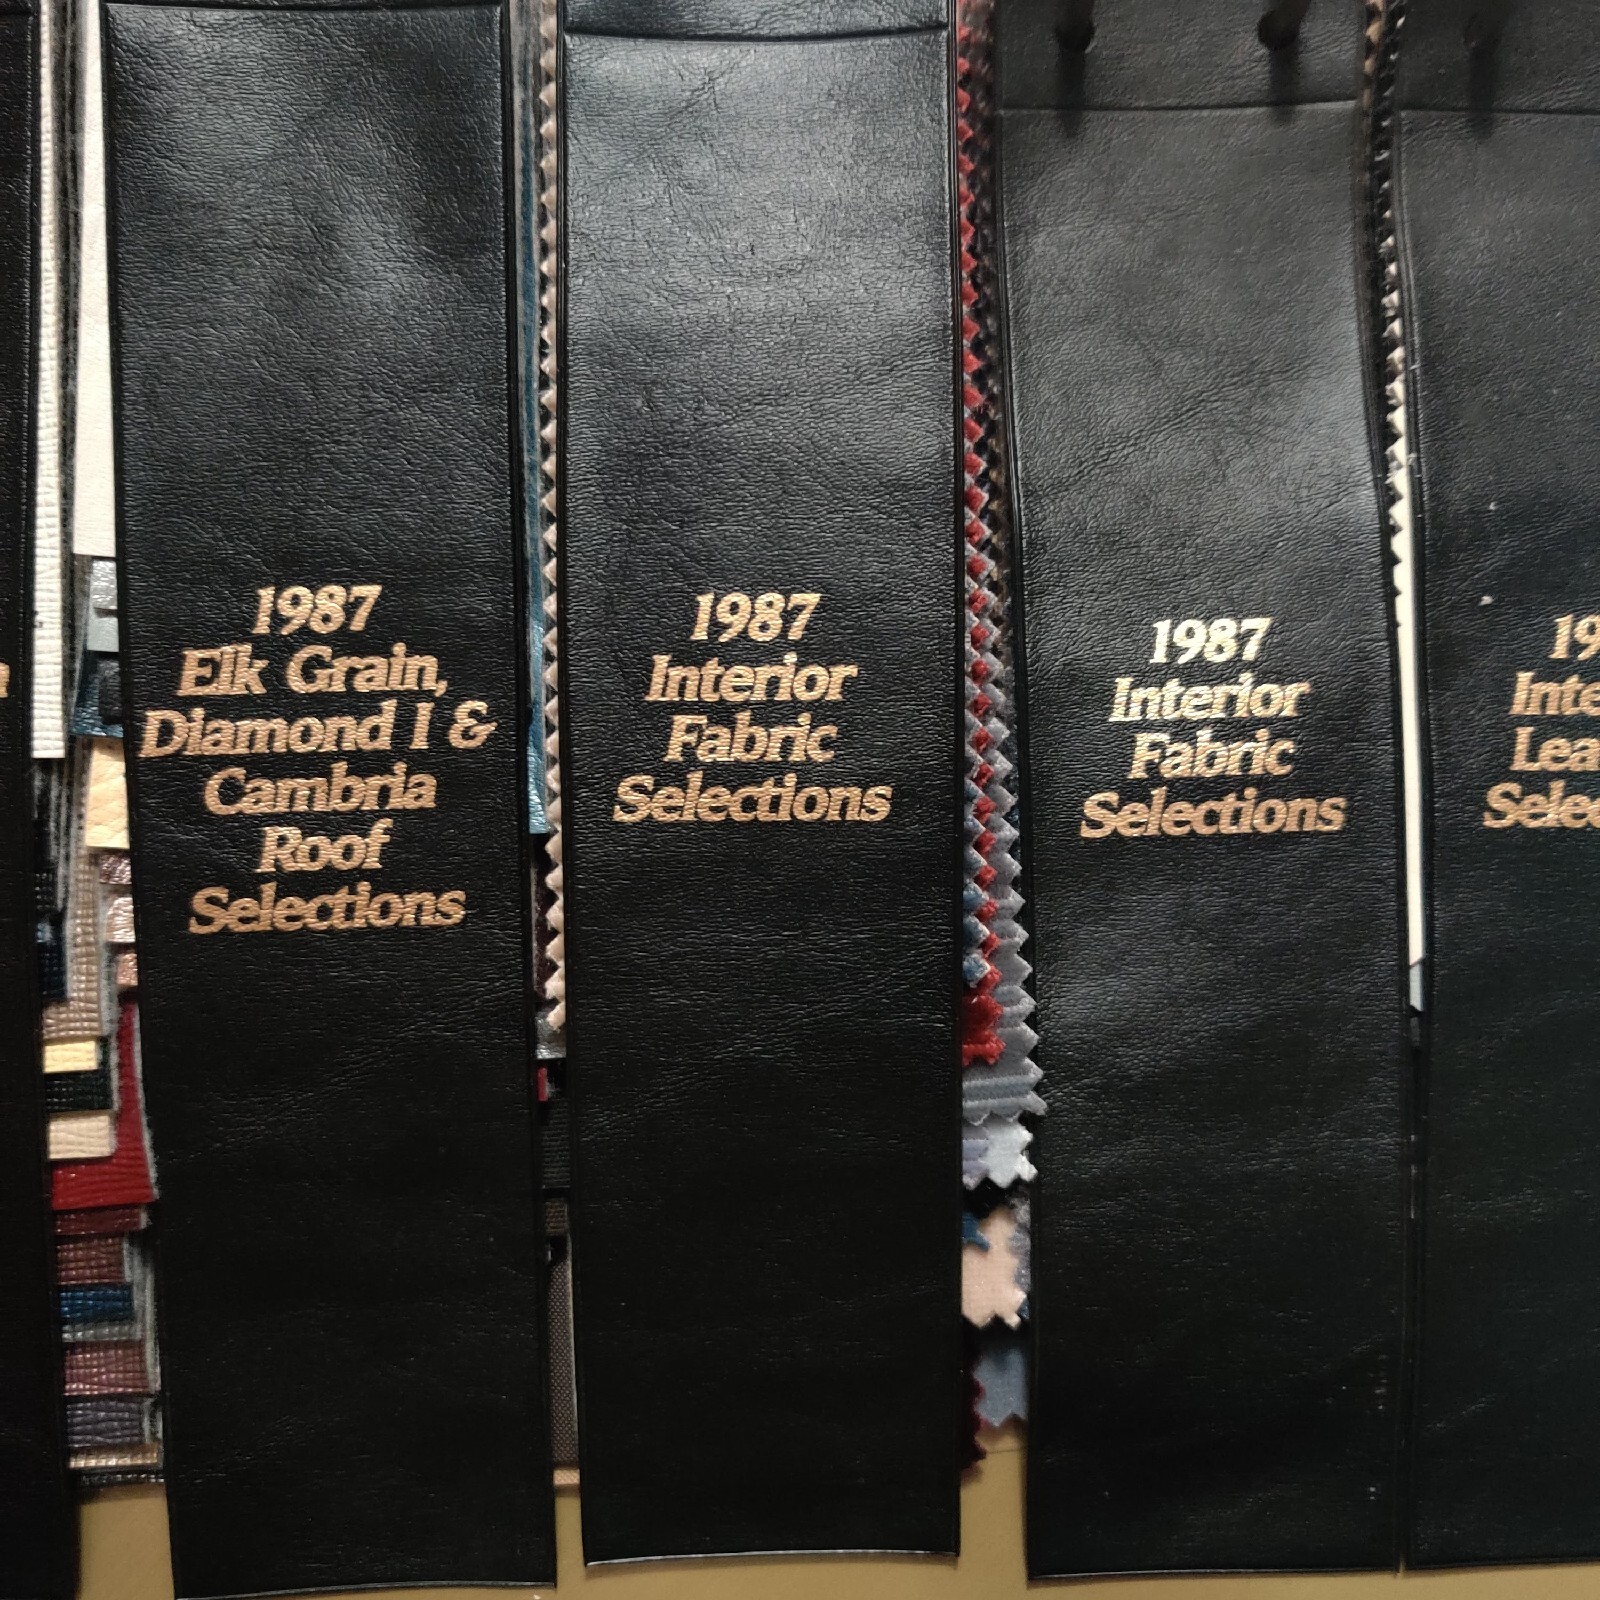 1987
Elk Grain,
Diamond I &
Cambria
Roof
Selections
1987
Interior
Fabric
Selections
1987
Interior
Fabric
Selections